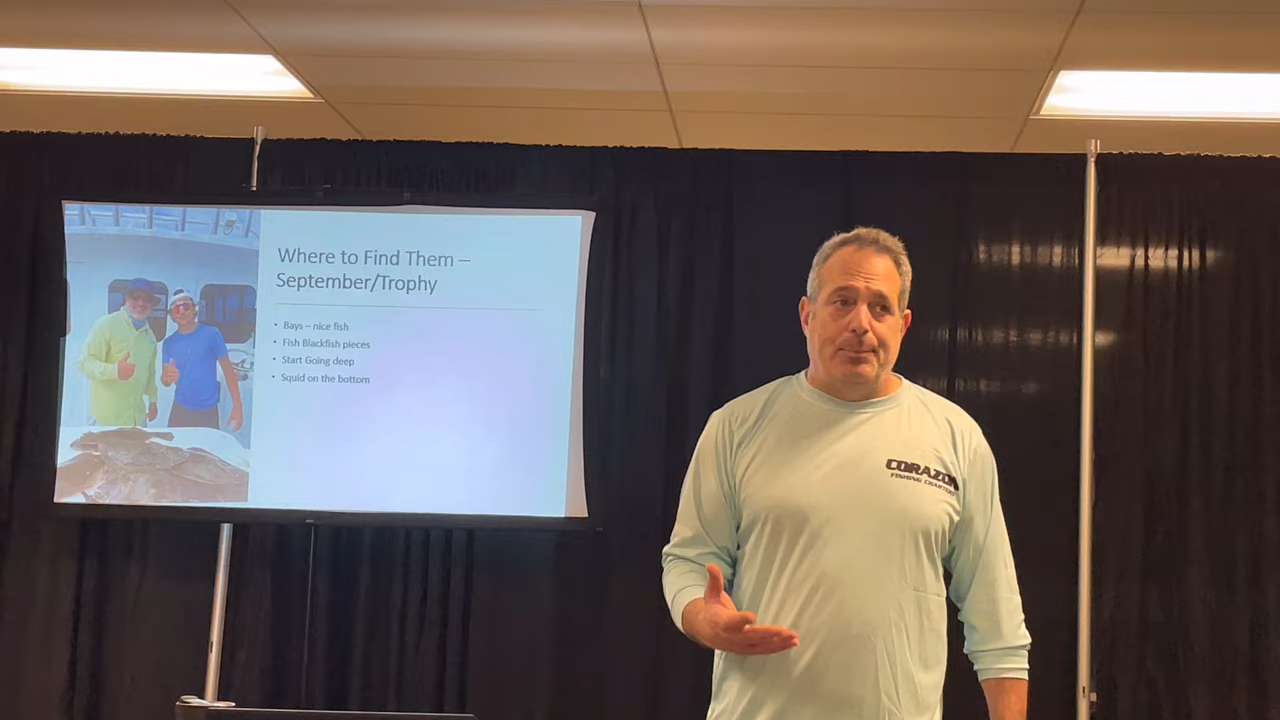 Where to Find Them –
September/Trophy
• Bays – nice fish
• Fish Blackfish pieces
• Start Going deep
• Squid on the bottom
CORAZON
FISHING CHARTERS